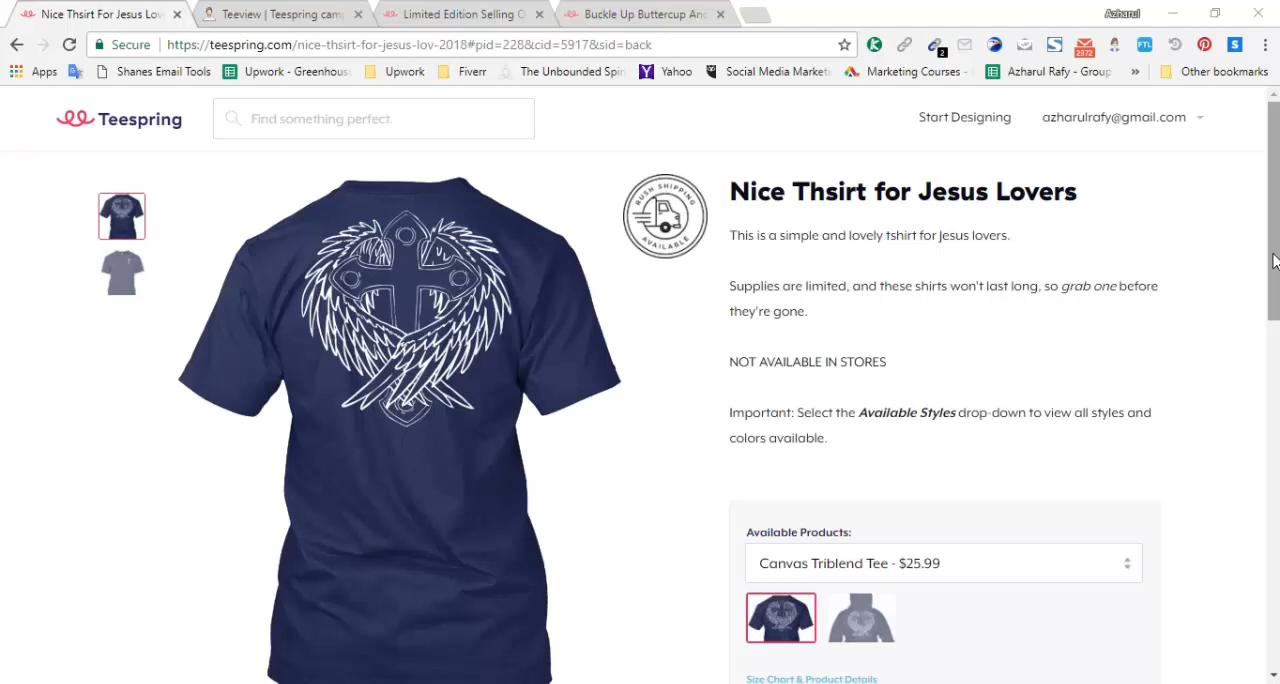 Nice Thsirt For Jesus Lov
Teeview | Teespring cam
Limited Edition Selling
Buckle Up Buttercup An
Azharul
Secure
https://teespring.com/nice-thsirt-for-jesus-lov-2018#pid=228&cid=5917&sid=back
2
2372
FTL
S
Apps
Shanes Email Tools
Upwork - Greenhous
Upwork
Fiverr
The Unbounded Spiri
Yahoo
Social Media Marketi
Marketing Courses -
Azharul Rafy - Group
»
Other bookmarks
Teespring
Find something perfect.
Start Designing
azharulrafy@gmail.com
RUSH SHIPPING
AVAILABLE
Nice Thsirt for Jesus Lovers
This is a simple and lovely tshirt for Jesus lovers.
Supplies are limited, and these shirts won't last long, so grab one before
they're gone.
NOT AVAILABLE IN STORES
Important: Select the Available Styles drop-down to view all styles and
colors available.
Available Products:
Canvas Triblend Tee - $25.99
Size Chart & Product Details